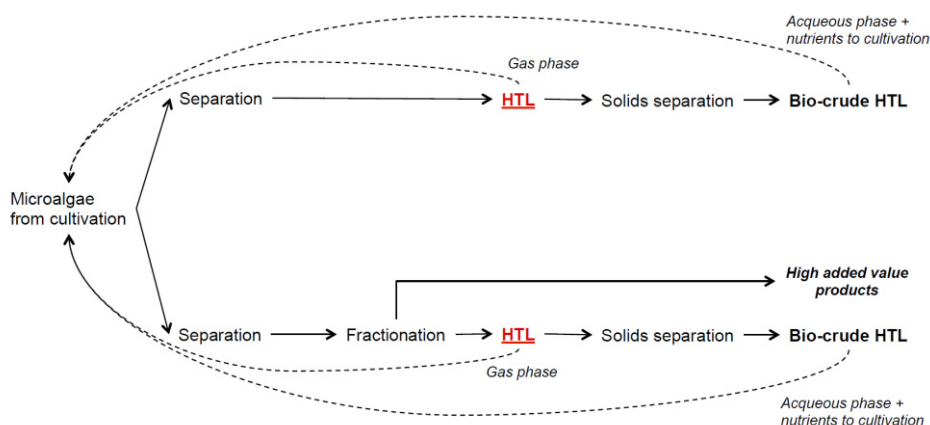 Acqueous phase +
nutrients to cultivation
Gas phase
Separation
HTL
Solids separation
Bio-crude HTL
Microalgae
from cultivation
High added value
products
Separation
Fractionation
HTL
Solids separation
Bio-crude HTL
Gas phase
Acqueous phase +
nutrients to cultivation